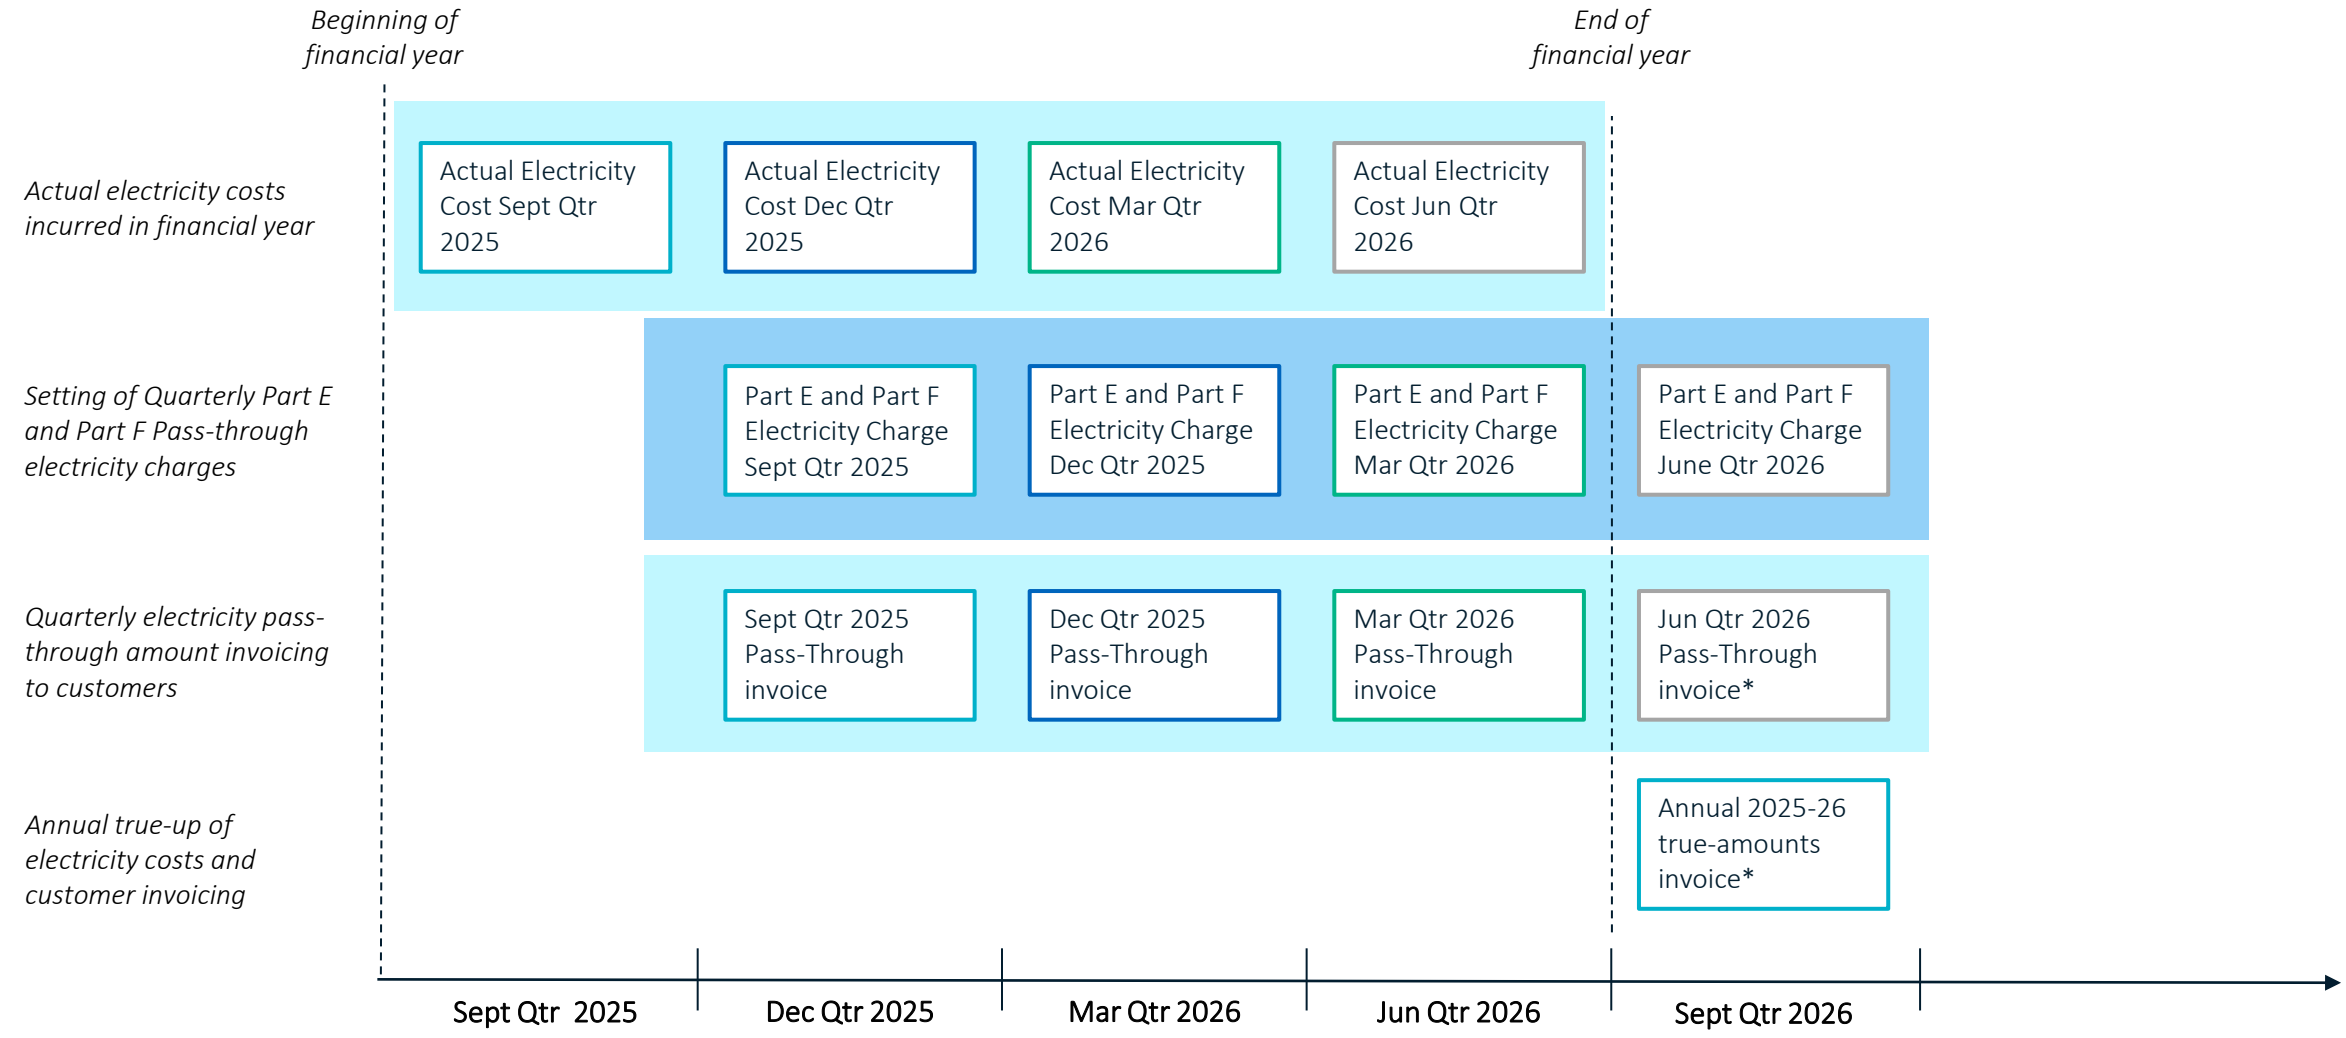 Beginning of
financial year
End of
financial year
Actual electricity costs
incurred in financial year
Actual Electricity
Cost Sept Qtr
2025
Actual Electricity
Cost Dec Qtr
2025
Actual Electricity
Cost Mar Qtr
2026
Actual Electricity
Cost Jun Qtr
2026
Setting of Quarterly Part E
and Part F Pass-through
electricity charges
Part E and Part F
Electricity Charge
Sept Qtr 2025
Part E and Part F
Electricity Charge
Dec Qtr 2025
Part E and Part F
Electricity Charge
Mar Qtr 2026
Part E and Part F
Electricity Charge
June Qtr 2026
Quarterly electricity pass-
through amount invoicing
to customers
Sept Qtr 2025
Pass-Through
invoice
Dec Qtr 2025
Pass-Through
invoice
Mar Qtr 2026
Pass-Through
invoice
Jun Qtr 2026
Pass-Through
invoice*
Annual true-up of
electricity costs and
customer invoicing
Annual 2025-26
true-amounts
invoice*
Sept Qtr 2025
Dec Qtr 2025
Mar Qtr 2026
Jun Qtr 2026
Sept Qtr 2026